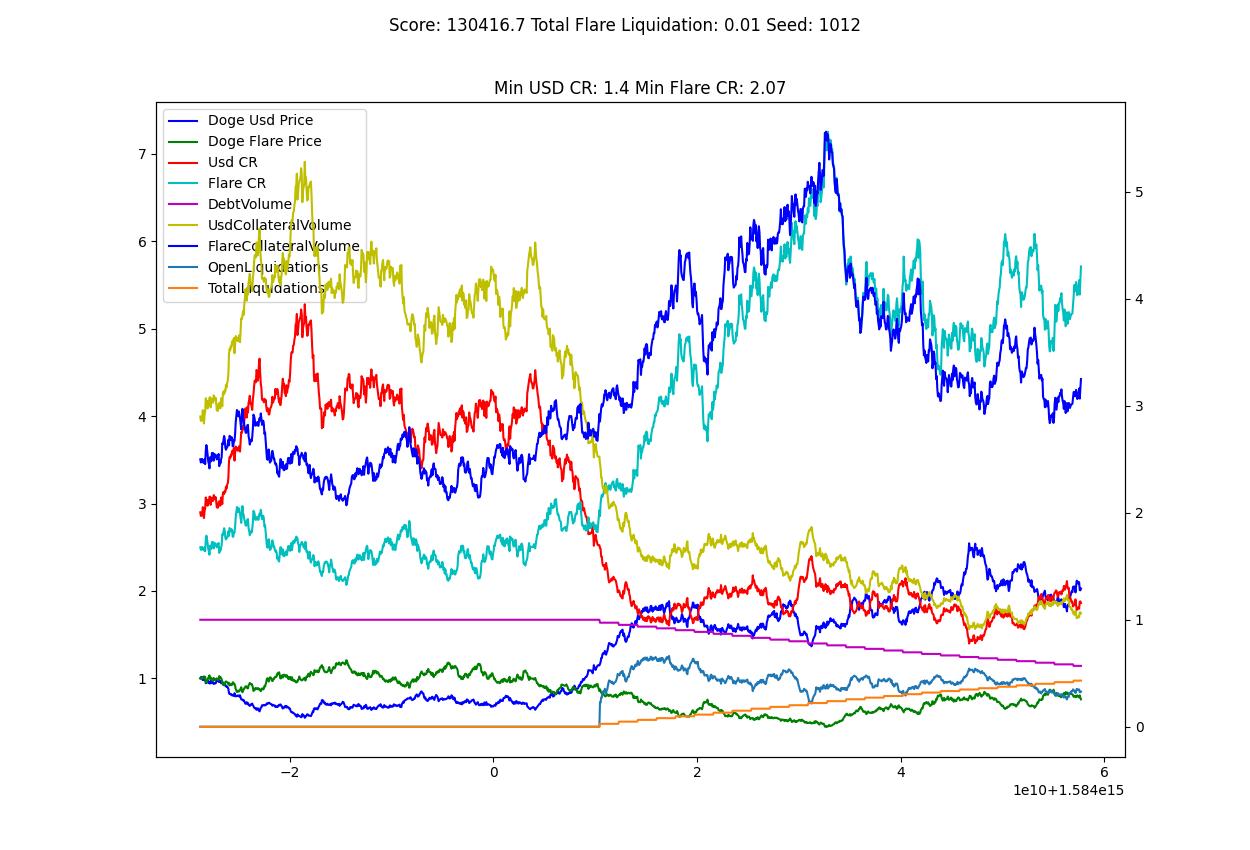 Score: 130416.7 Total Flare Liquidation: 0.01 Seed: 1012
Min USD CR: 1.4 Min Flare CR: 2.07
Doge Usd Price
Doge Flare Price
Usd CR
Flare CR
DebtVolume
UsdCollateralVolume
FlareCollateralVolume
OpenLiquidations
TotalLiquidations
7
6
5
4
3
2
1
5
4
3
2
1
0
−2
0
2
4
6
1e10+1.584e15